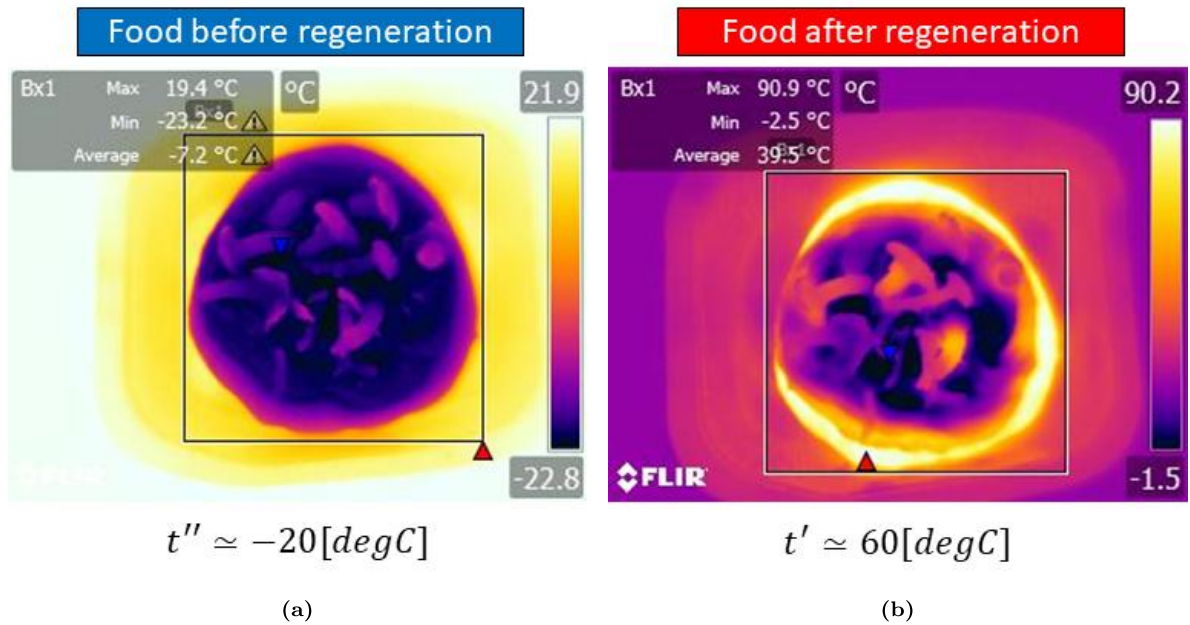 Food before regeneration
Bx1 Max 19.4 °C
Min -23.2 °C
Average -7.2 °C
°C
21.9
-22.8
t'' ≃ −20[degC]
(a)
Food after regeneration
Bx1 Max 90.9 °C
Min -2.5 °C
Average 39.5 °C
°C
90.2
FLIR
-1.5
t' ≃ 60[degC]
(b)